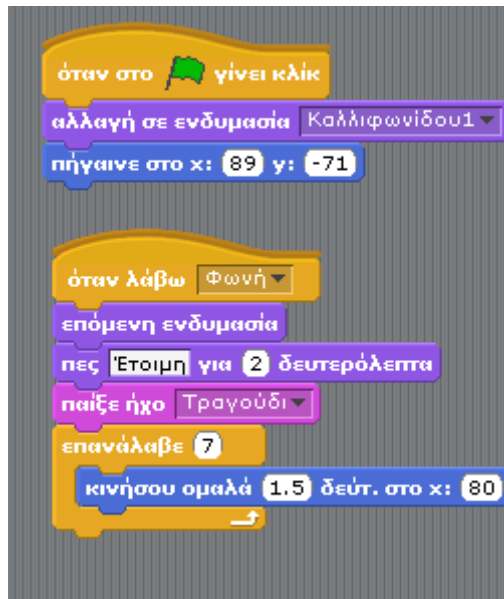 όταν στο γίνει κλίκ
αλλαγή σε ενδυμασία Καλλιφωνίδου1
πήγαινε στο x: 89 y: -71
όταν λάβω Φωνή
επόμενη ενδυμασία
πες Έτοιμη για 2 δευτερόλεπτα
παίξε ήχο Τραγούδι
επανάλαβε 7
κινήσου ομαλά 1.5 δεύτ. στο x: 80